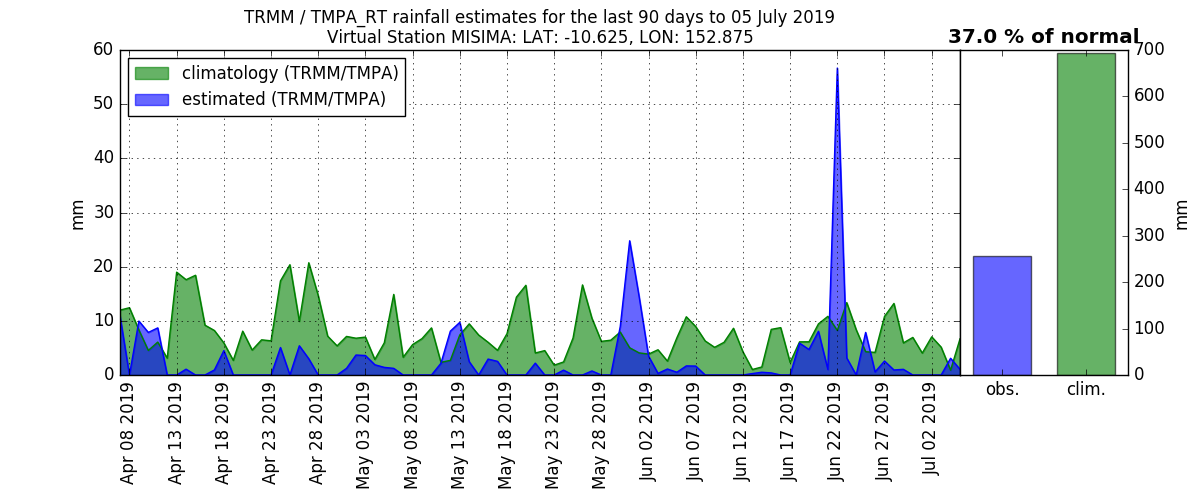 TRMM / TMPA_RT rainfall estimates for the last 90 days to 05 July 2019
Virtual Station MISIMA: LAT: -10.625, LON: 152.875
37.0 % of normal
climatology (TRMM/TMPA)
estimated (TRMM/TMPA)
60
50
40
30
20
10
0
mm
700
600
500
400
300
200
100
0
mm
Apr 08 2019
Apr 13 2019
Apr 18 2019
Apr 23 2019
Apr 28 2019
May 03 2019
May 08 2019
May 13 2019
May 18 2019
May 23 2019
May 28 2019
Jun 02 2019
Jun 07 2019
Jun 12 2019
Jun 17 2019
Jun 22 2019
Jun 27 2019
Jul 02 2019
obs.
clim.